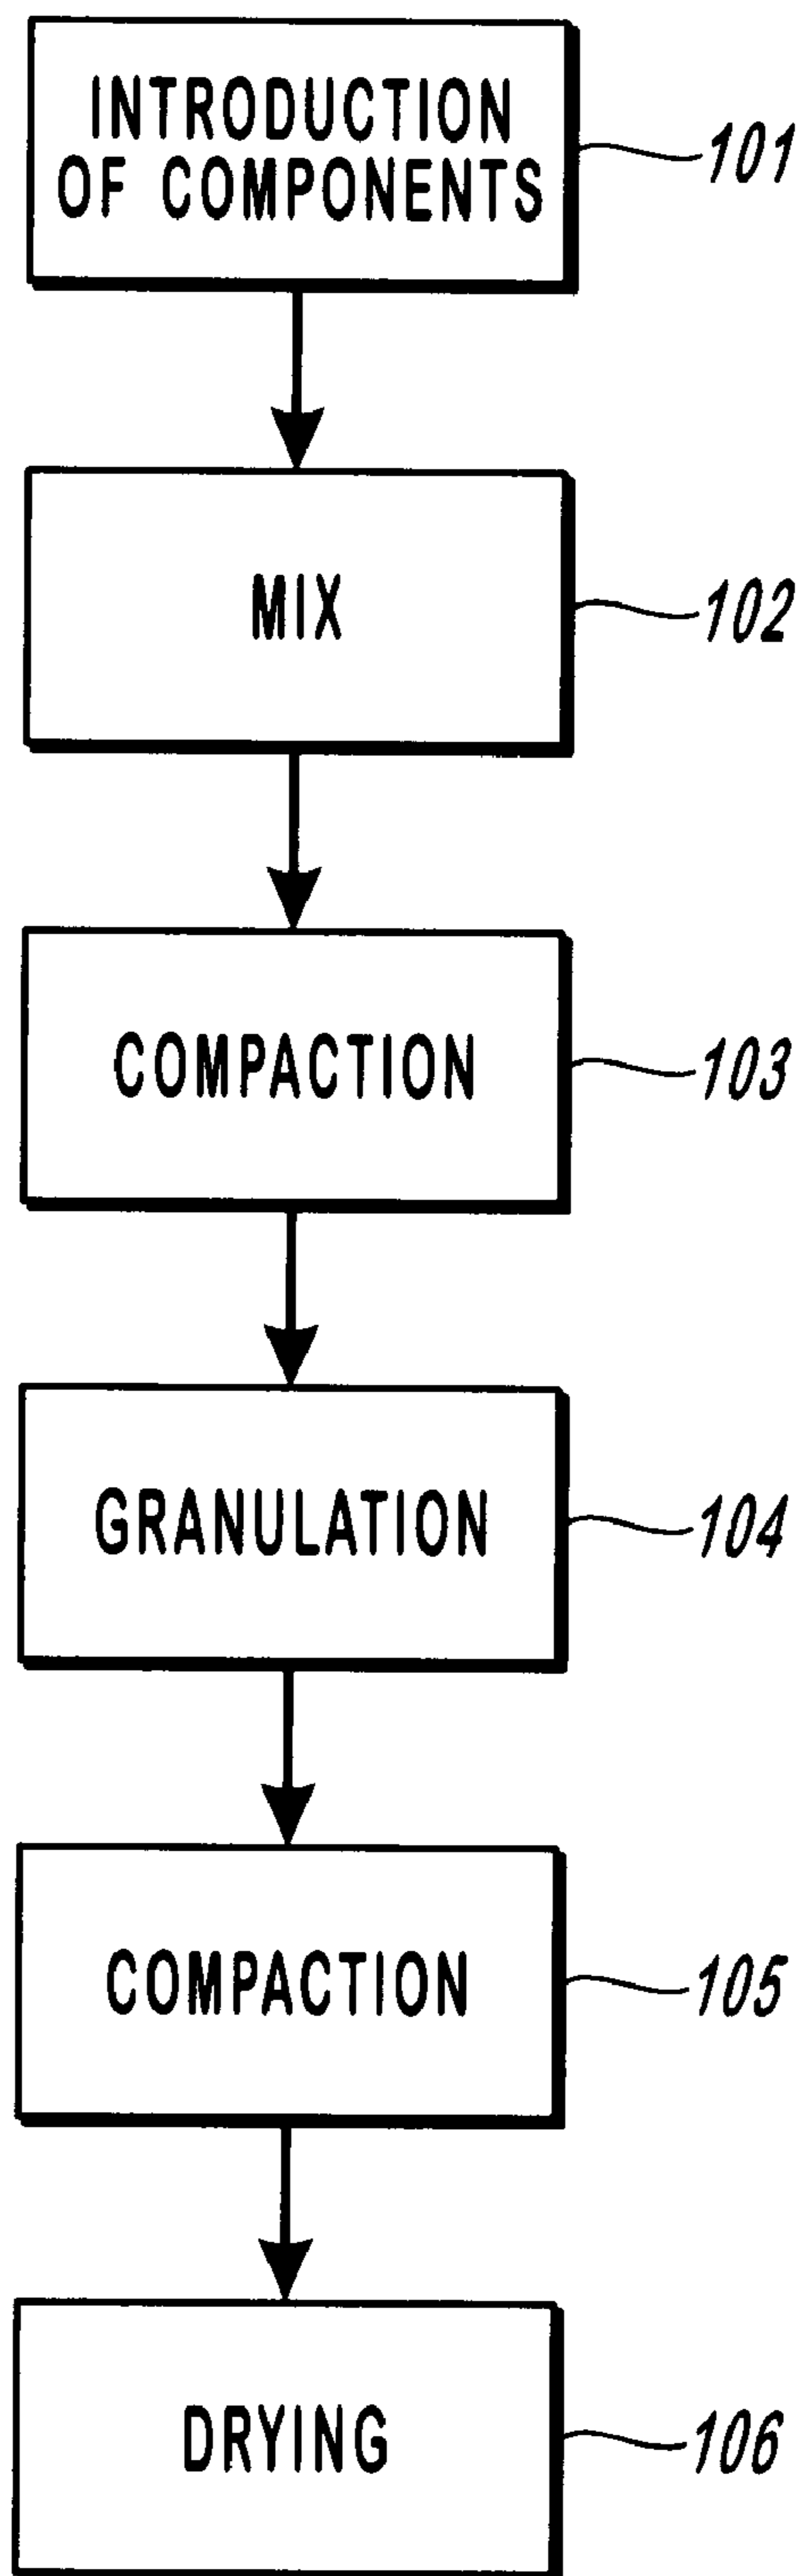 INTRODUCTION
OF COMPONENTS
101
MIX
102
COMPACTION
103
GRANULATION
104
COMPACTION
105
DRYING
106